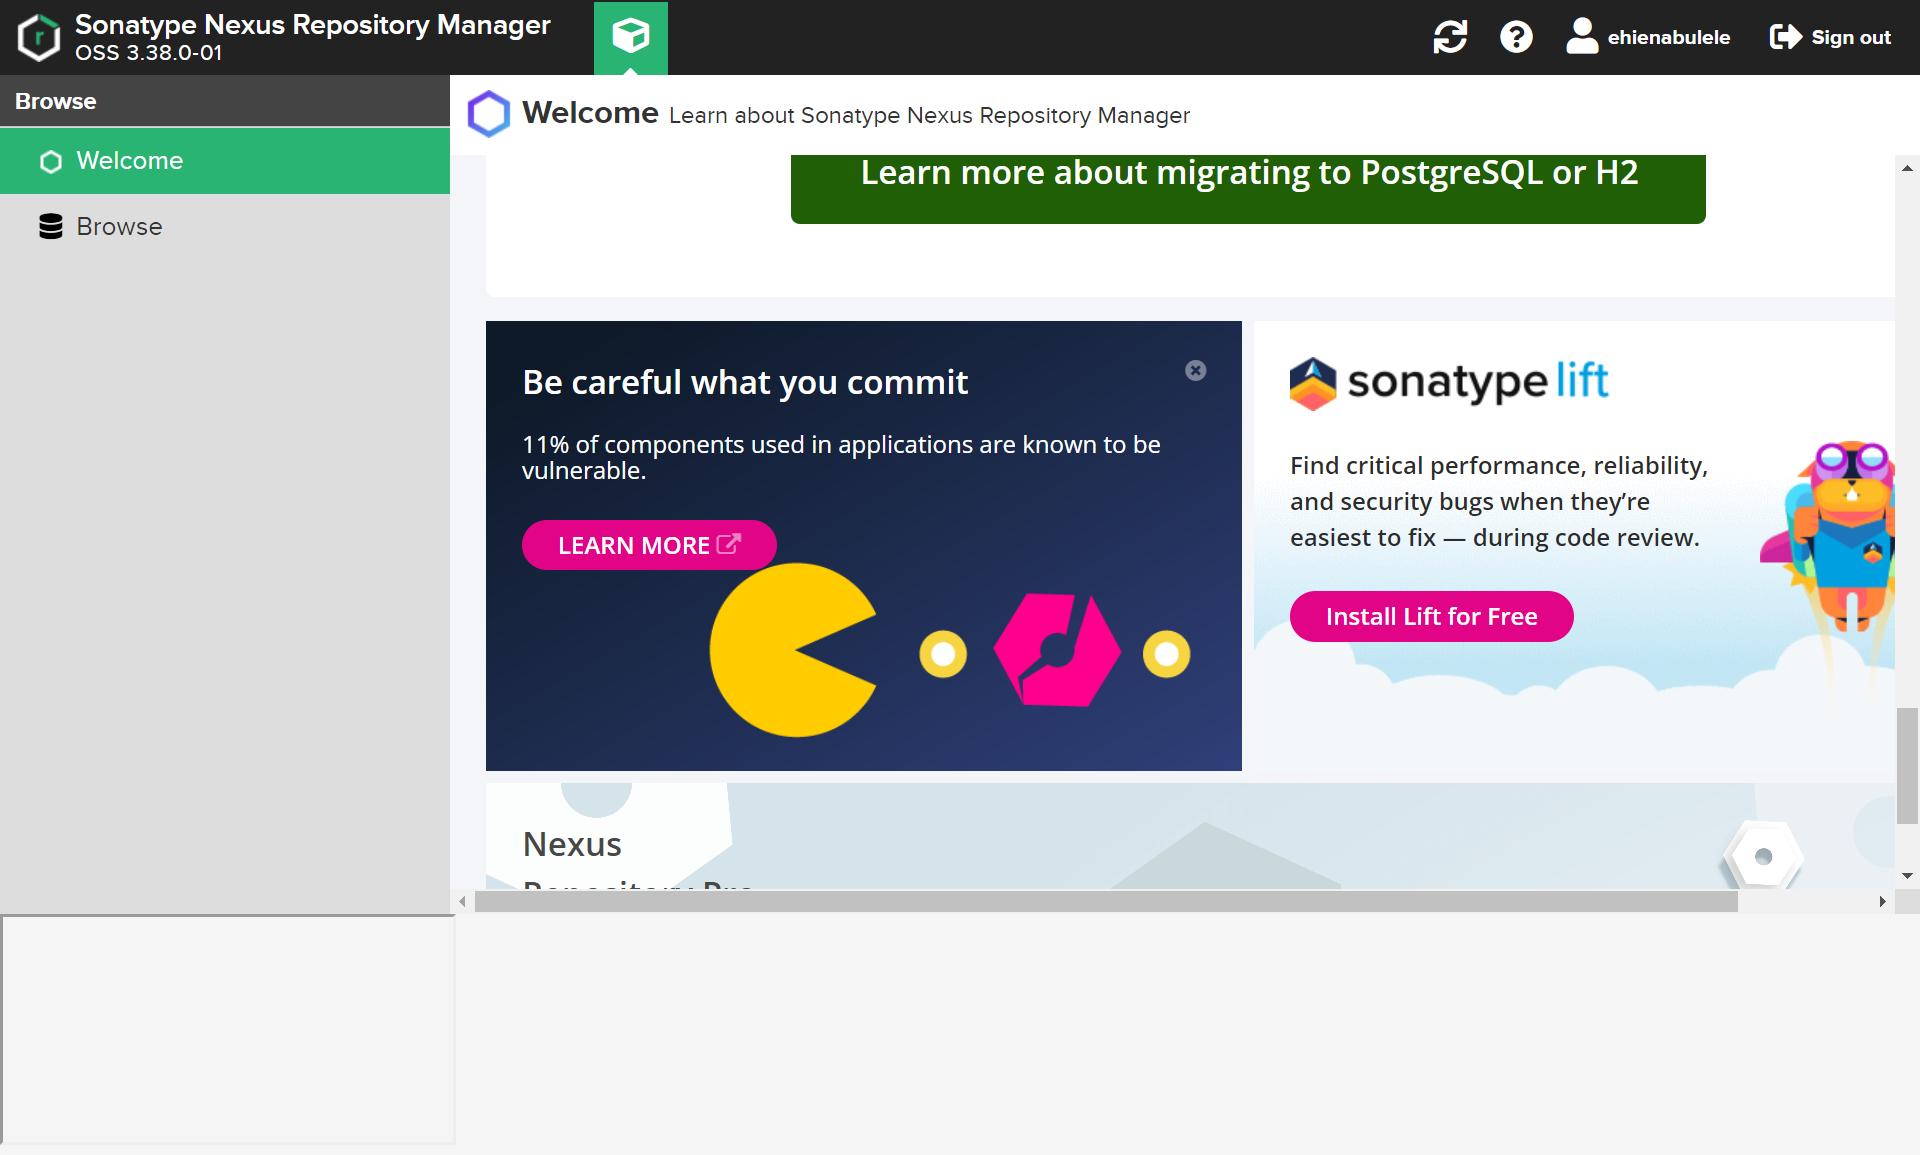 Sonatype Nexus Repository Manager
OSS 3.38.0-01
ehienabulele
Sign out
Browse
Welcome
Browse
Welcome Learn about Sonatype Nexus Repository Manager
Learn more about migrating to PostgreSQL or H2
Be careful what you commit
11% of components used in applications are known to be
vulnerable.
LEARN MORE
sonatype lift
Find critical performance, reliability,
and security bugs when they’re
easiest to fix — during code review.
Install Lift for Free
Nexus
Repository Pro